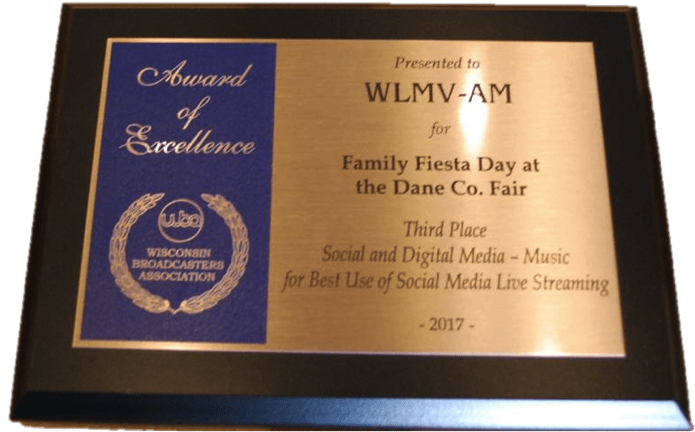 Award
of
Excellence
wba
WISCONSIN
BROADCASTERS
ASSOCIATION
Presented to
WLMV-AM
for
Family Fiesta Day at
the Dane Co. Fair
Third Place
Social and Digital Media – Music
for Best Use of Social Media Live Streaming
- 2017 -